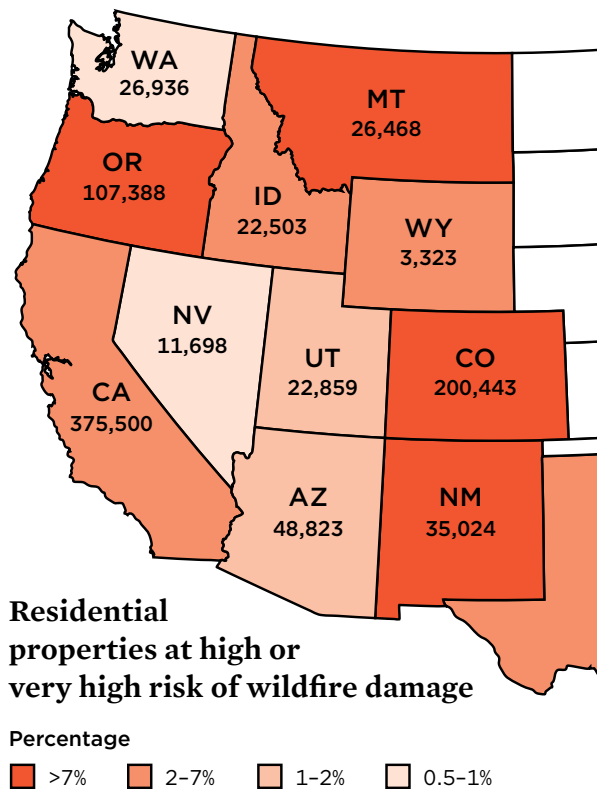 WA
26,936
MT
26,468
OR
107,388
ID
22,503
WY
3,323
NV
11,698
UT
22,859
CO
200,443
CA
375,500
AZ
48,823
NM
35,024
Residential
properties at high or
very high risk of wildfire damage
Percentage
>7% 2–7% 1–2% 0.5–1%